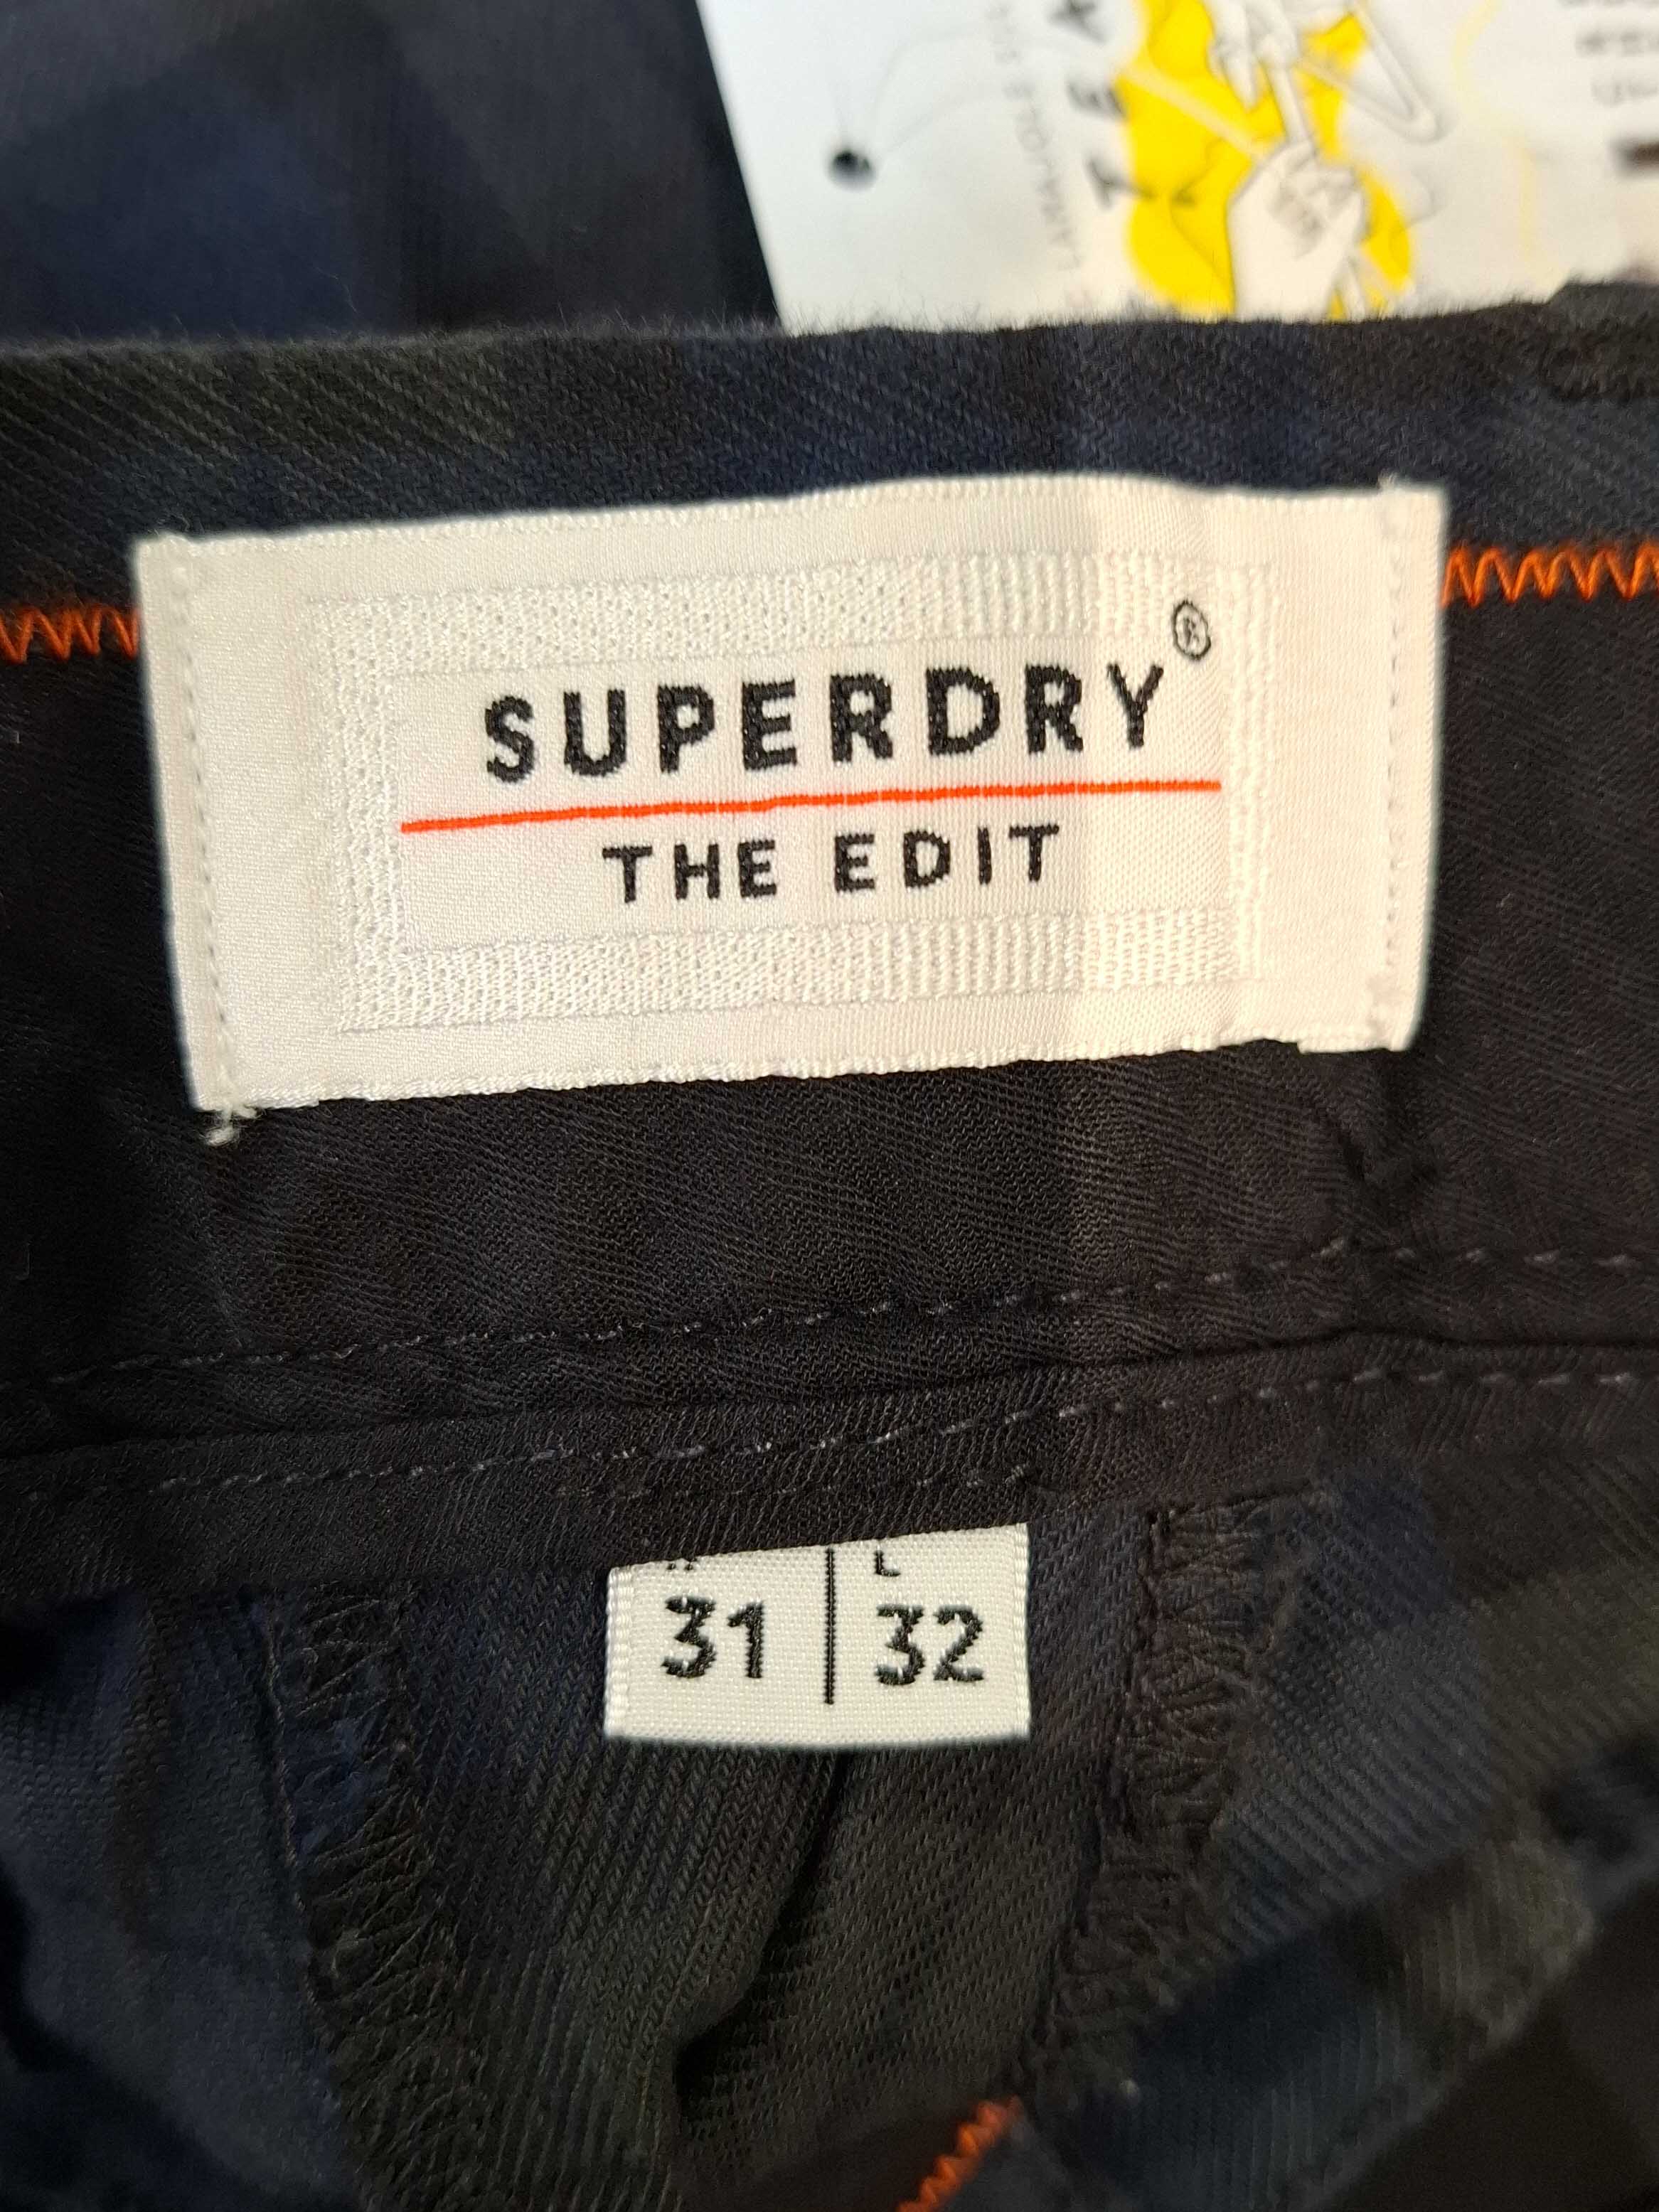 SUPERDRY®
THE EDIT
L
31 | 32